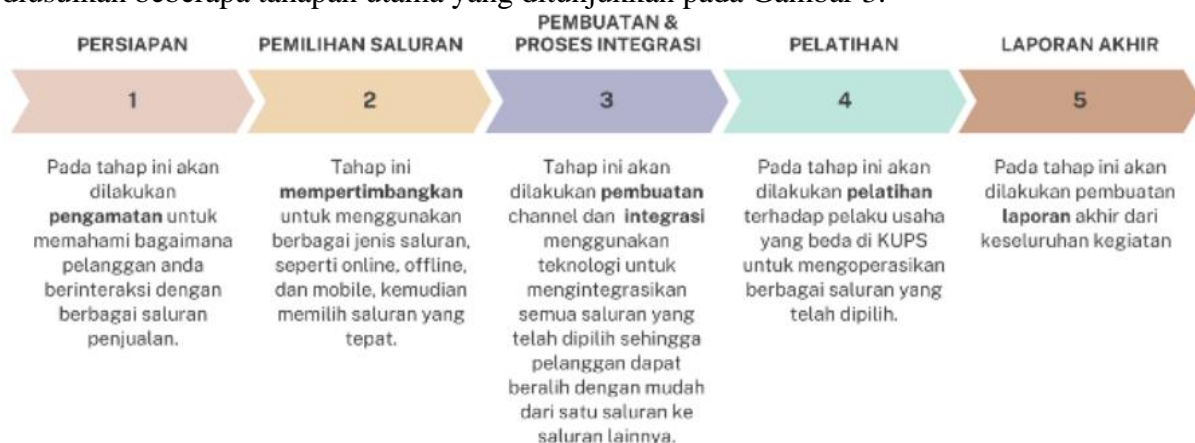 diusulkan beberapa tahapan utama yang ditunjukkan pada Gambar 3.
PERSIAPAN
1
Pada tahap ini akan
dilakukan
pengamatan untuk
memahami bagaimana
pelanggan anda
berinteraksi dengan
berbagai saluran
penjualan.
PEMILIHAN SALURAN
2
Tahap ini
mempertimbangkan
untuk menggunakan
berbagai jenis saluran,
seperti online, offline,
dan mobile, kemudian
memilih saluran yang
tepat.
PEMBUATAN &
PROSES INTEGRASI
3
Tahap ini akan
dilakukan pembuatan
channel dan integrasi
menggunakan
teknologi untuk
mengintegrasikan
semua saluran yang
telah dipilih sehingga
pelanggan dapat
beralih dengan mudah
dari satu saluran ke
saluran lainnya.
PELATIHAN
4
Pada tahap ini akan
dilakukan pelatihan
terhadap pelaku usaha
yang beda di KUPS
untuk mengoperasikan
berbagai saluran yang
telah dipilih.
LAPORAN AKHIR
5
Pada tahap ini akan
dilakukan pembuatan
laporan akhir dari
keseluruhan kegiatan